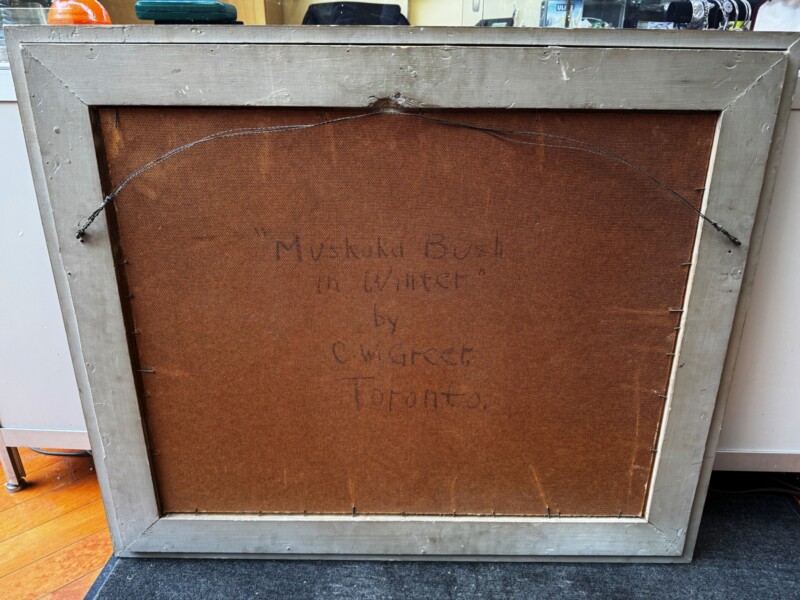 "Muskoka Bush
in Winter"
by
C.W. Greer,
Toronto.